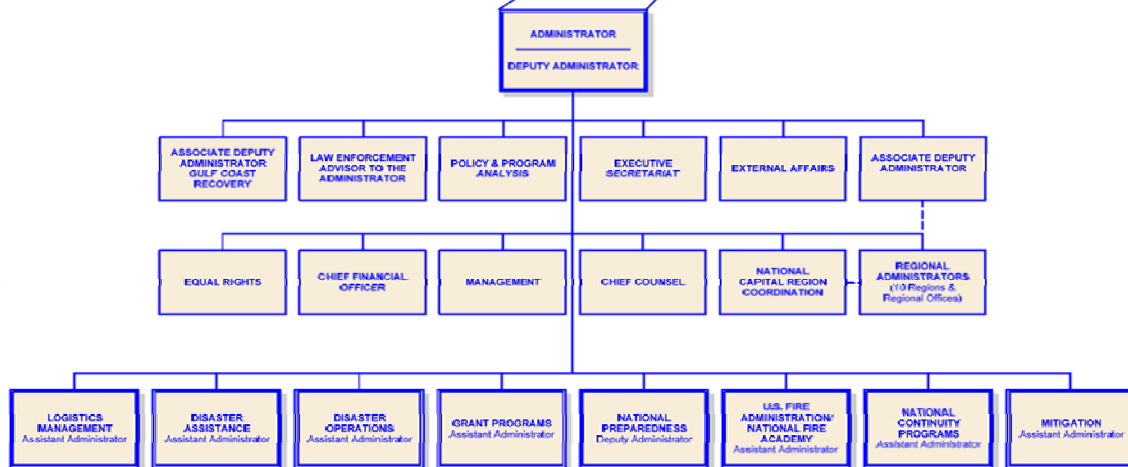 ADMINISTRATOR
DEPUTY ADMINISTRATOR
ASSOCIATE DEPUTY
ADMINISTRATOR
GULF COAST
RECOVERY
LAW ENFORCEMENT
ADVISOR TO THE
ADMINISTRATOR
POLICY & PROGRAM
ANALYSIS
EXECUTIVE
SECRETARIAT
EXTERNAL AFFAIRS
ASSOCIATE DEPUTY
ADMINISTRATOR
EQUAL RIGHTS
CHIEF FINANCIAL
OFFICER
MANAGEMENT
CHIEF COUNSEL
NATIONAL
CAPITAL REGION
COORDINATION
REGIONAL
ADMINISTRATORS
(10 Regions &
Regional Offices)
LOGISTICS
MANAGEMENT
Assistant Administrator
DISASTER
ASSISTANCE
Assistant Administrator
DISASTER
OPERATIONS
Assistant Administrator
GRANT PROGRAMS
Assistant Administrator
NATIONAL
PREPAREDNESS
Deputy Administrator
U.S. FIRE
ADMINISTRATION/
NATIONAL FIRE
ACADEMY
Assistant Administrator
NATIONAL
CONTINUITY
PROGRAMS
Assistant Administrator
MITIGATION
Assistant Administrator